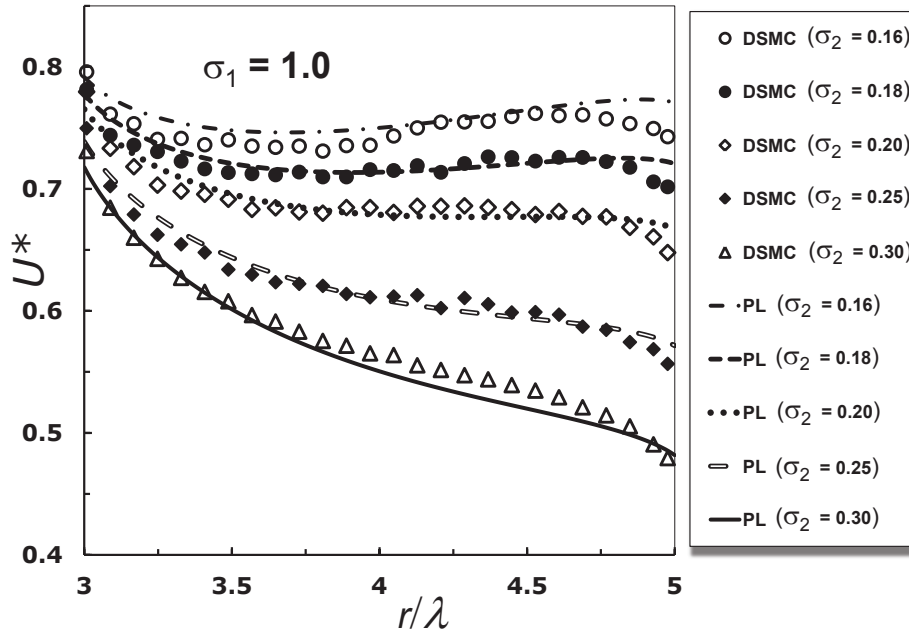 0.8
0.7
0.6
0.5
0.4
U*
σ1 = 1.0
3
3.5
4
4.5
5
r/λ
DSMC (σ2 = 0.16)
DSMC (σ2 = 0.18)
DSMC (σ2 = 0.20)
DSMC (σ2 = 0.25)
DSMC (σ2 = 0.30)
PL (σ2 = 0.16)
PL (σ2 = 0.18)
PL (σ2 = 0.20)
PL (σ2 = 0.25)
PL (σ2 = 0.30)